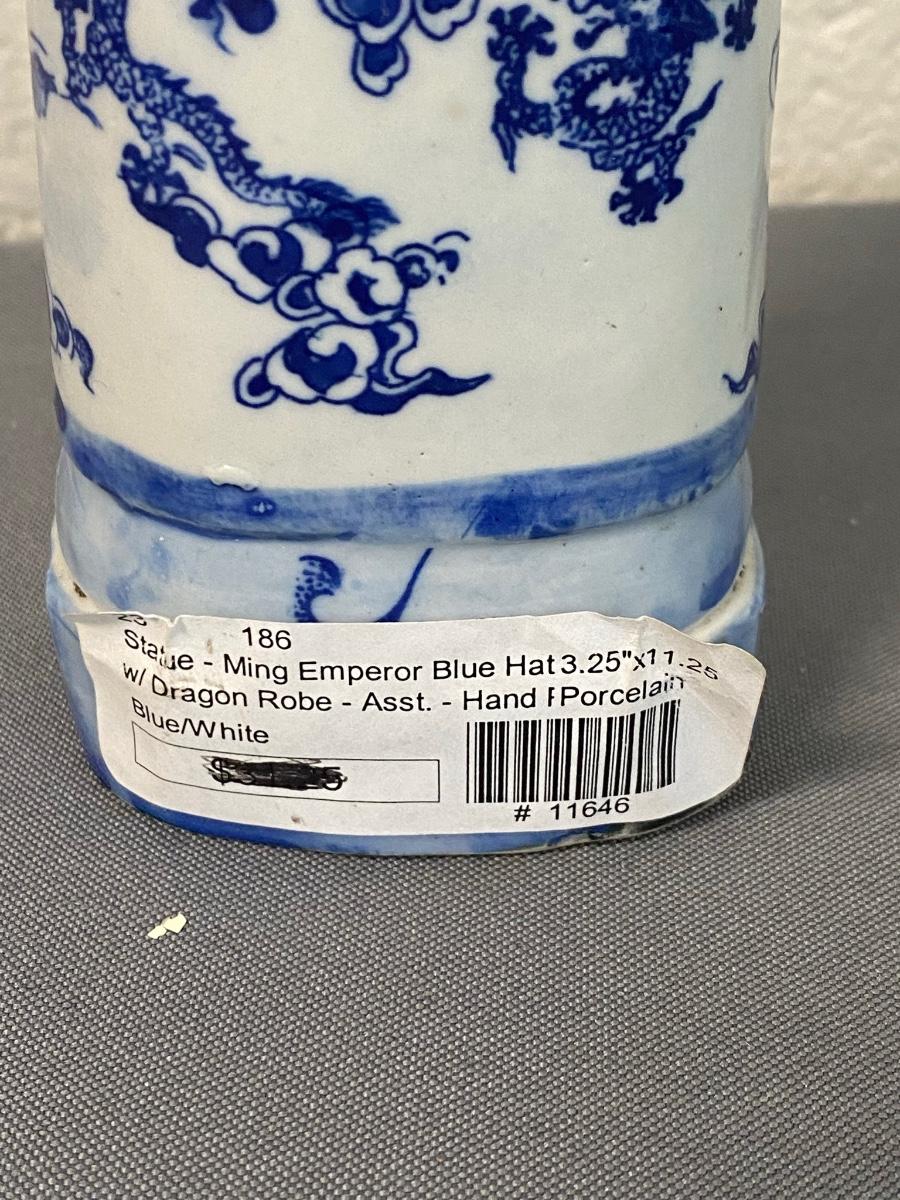 186
Statue - Ming Emperor Blue Hat 3.25"x11.25
w/ Dragon Robe - Asst. - Hand Porcelain
Blue/White
# 11646